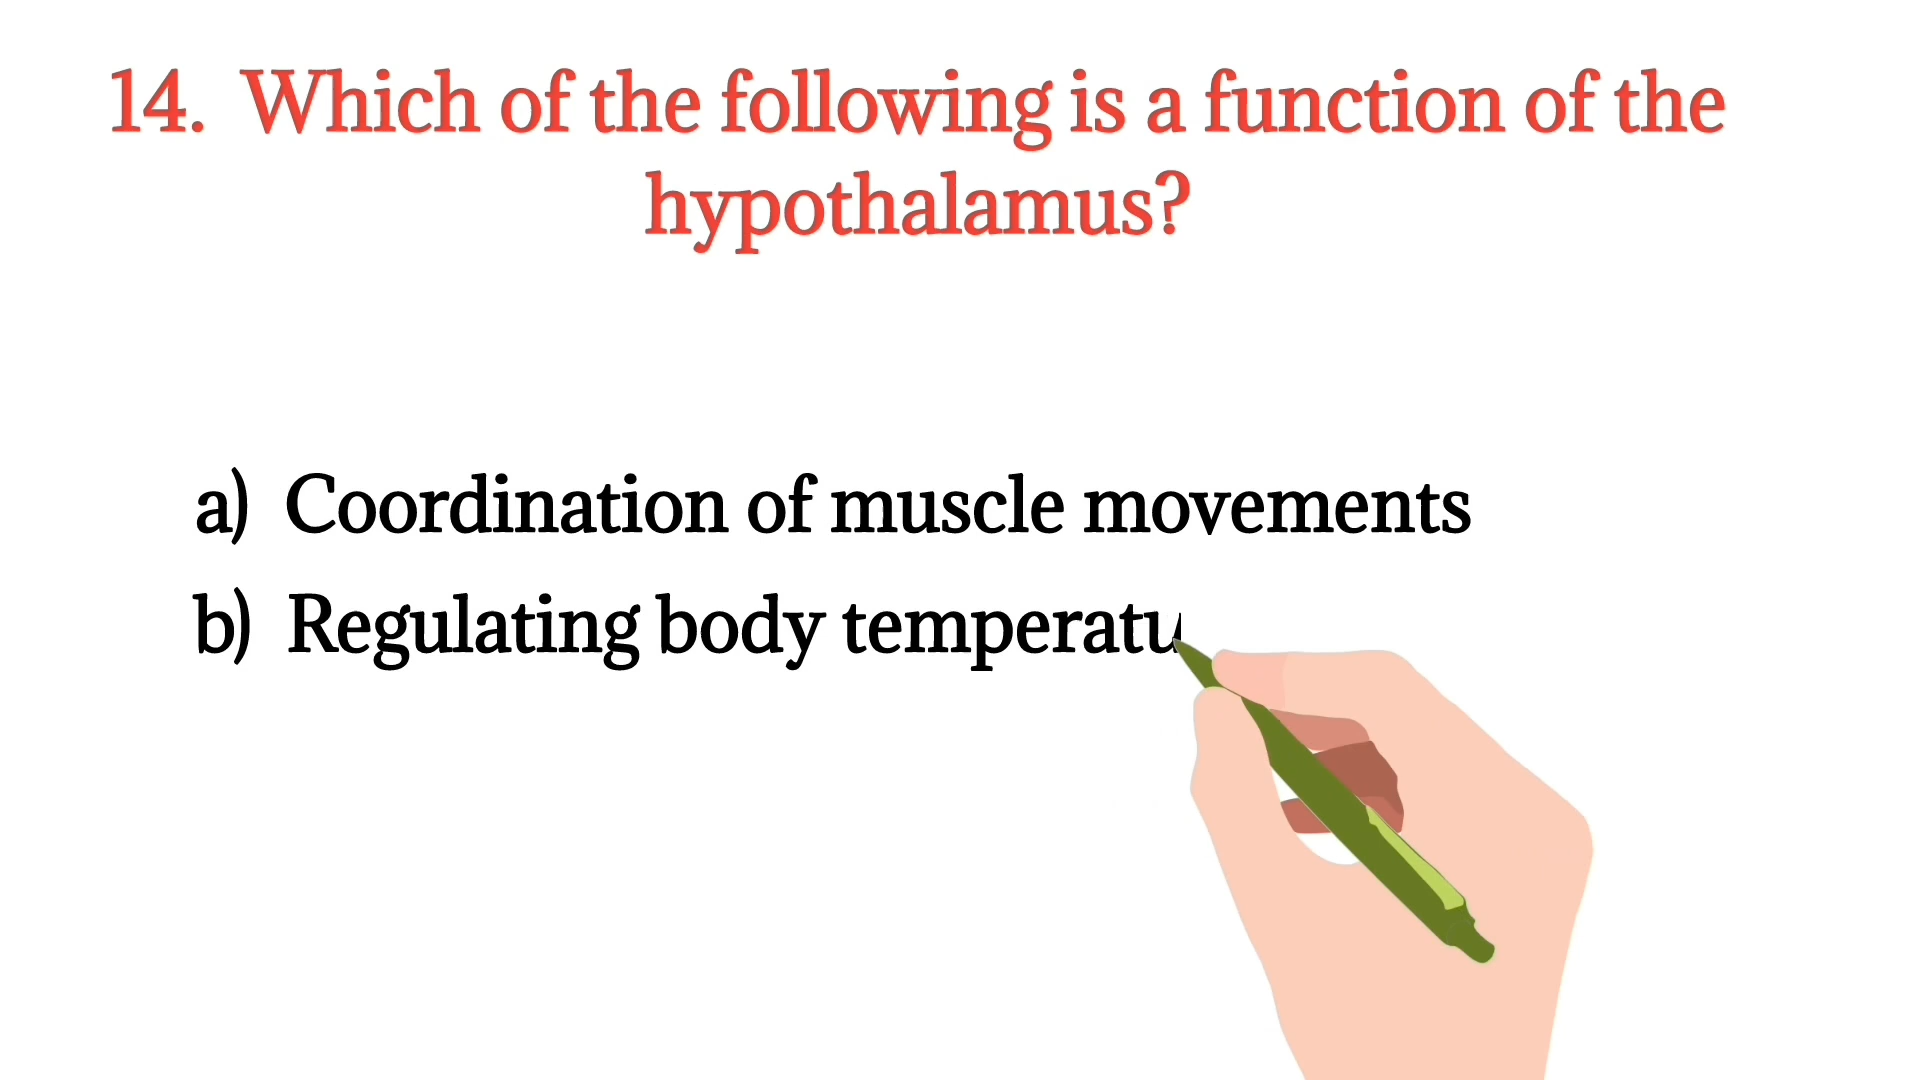 14. Which of the following is a function of the
hypothalamus?
a) Coordination of muscle movements
b) Regulating body temperatu